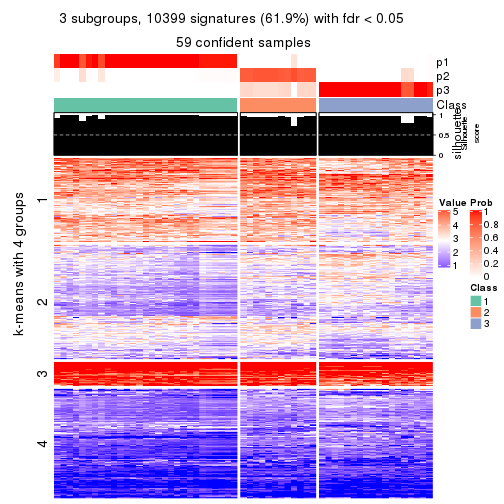 3 subgroups, 10399 signatures (61.9%) with fdr < 0.05
59 confident samples
p1
p2
p3
Class
1
0.5
0
silhouette
Silhouette
score
k-means with 4 groups
1
2
3
4
Value
5
4
3
2
1
Prob
1
0.8
0.6
0.4
0.2
0
Class
1
2
3